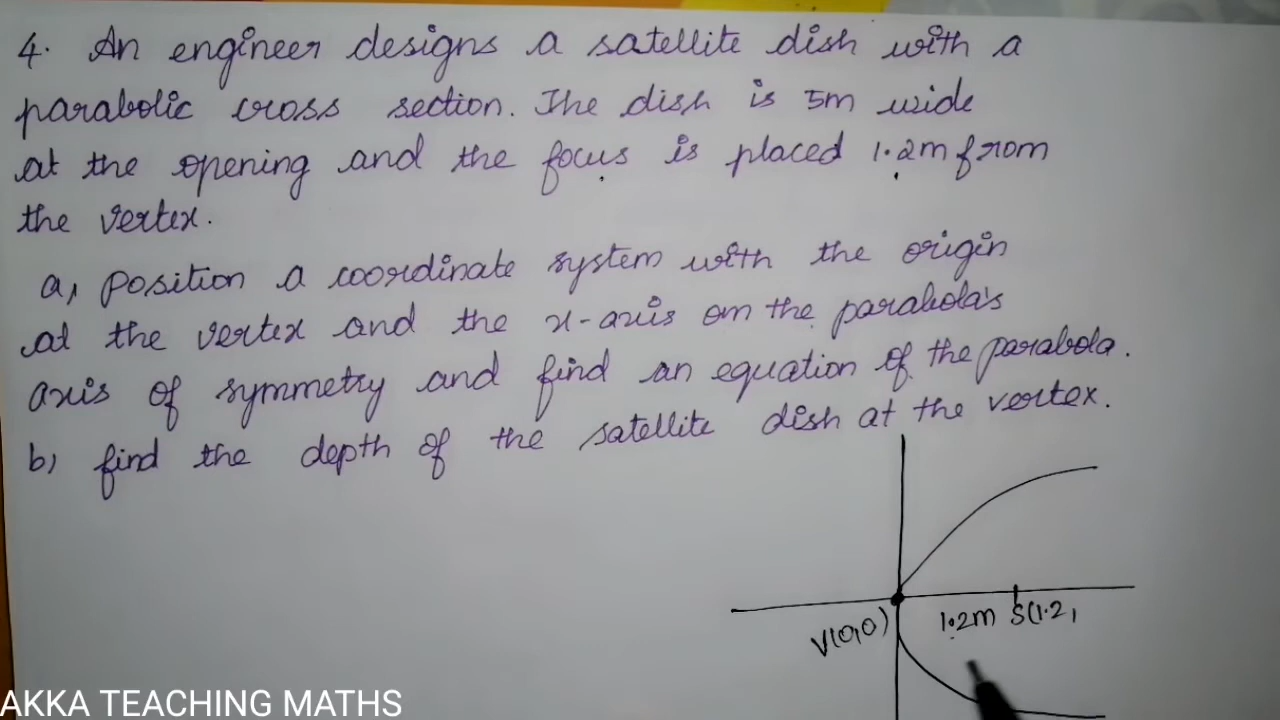 4. An engineer designs a satellite dish with a
parabolic cross section. The dish is 5m wide
at the opening and the focus is placed 1.2m from
the vertex.
a, position a coordinate system with the origin
at the vertex and the x-axis on the parabola's
axis of symmetry and find an equation of the parabola.
b, find the depth of the satellite dish at the vertex.
V(0,0) 1.2m S(1.2,
AKKA TEACHING MATHS